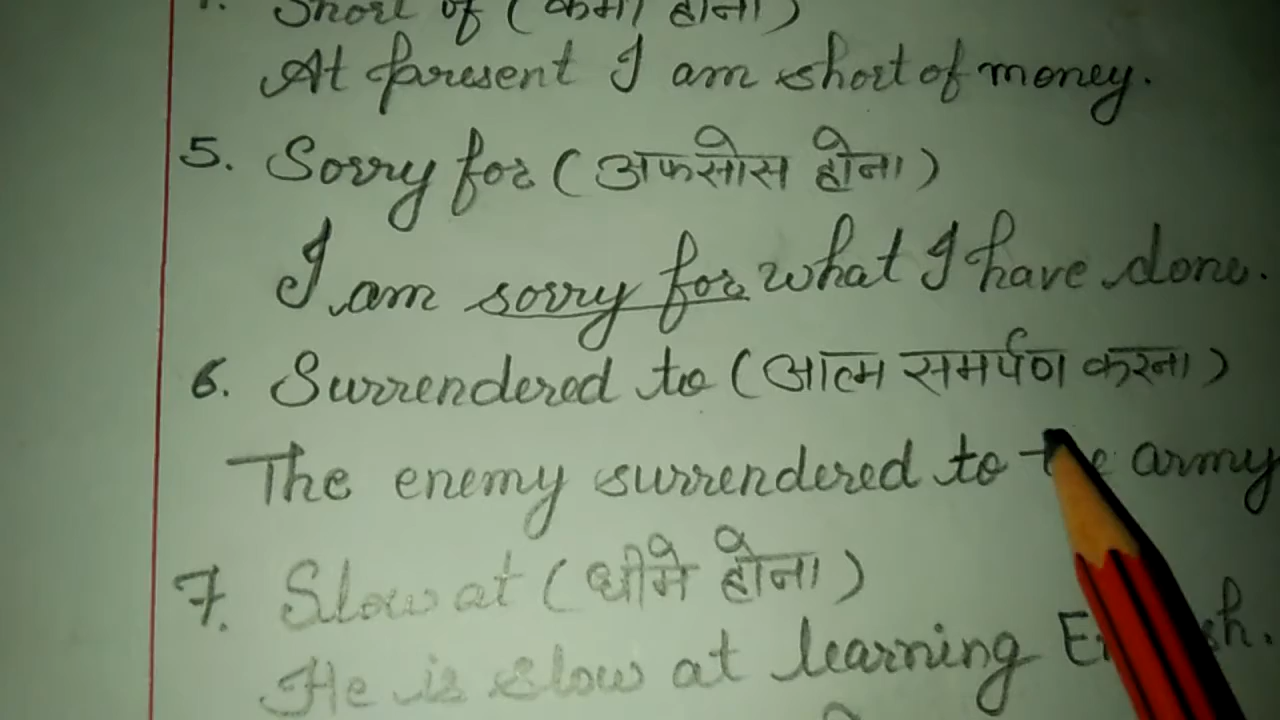 Short of (कमी होना)
At present I am short of money.
5. Sorry for (अफसोस होना)
I am sorry for what I have done.
6. Surrendered to (आत्म समर्पण करना)
The enemy surrendered to the army
7. Slow at (धीमे होना)
He is slow at learning